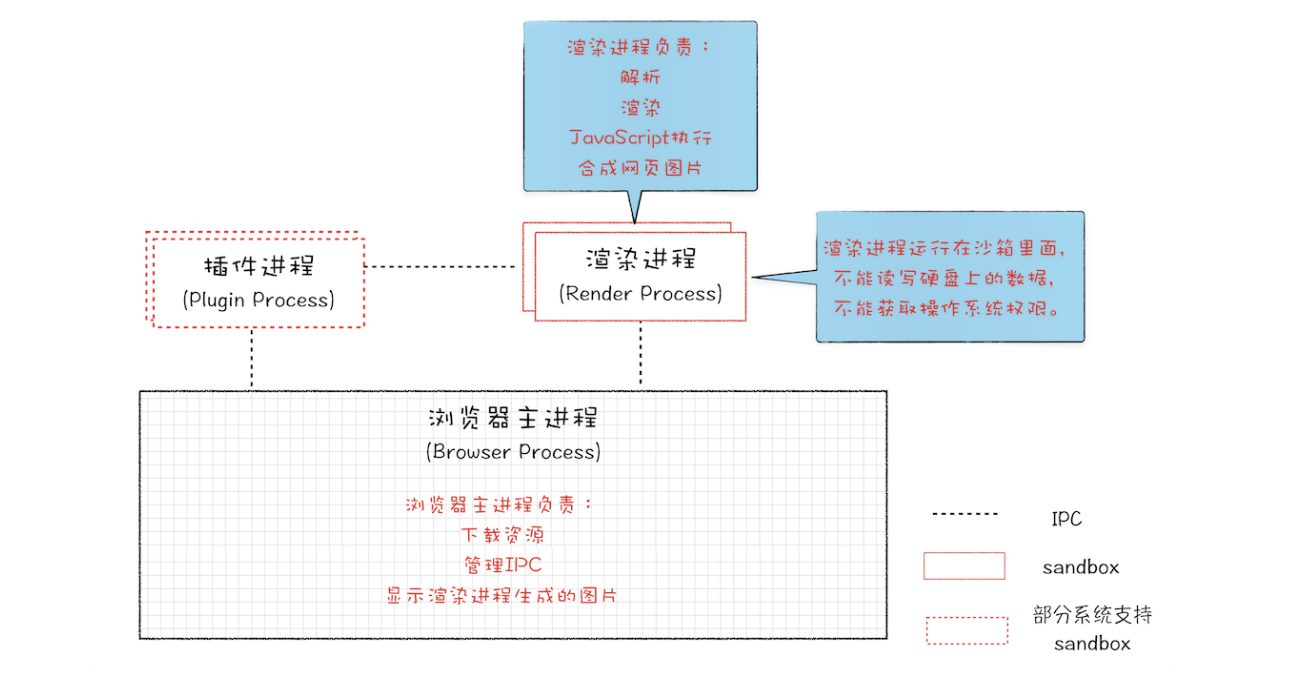 渲染进程负责：
解析
渲染
JavaScript执行
合成网页图片
插件进程
(Plugin Process)
渲染进程
(Render Process)
渲染进程运行在沙箱里面，
不能读写硬盘上的数据，
不能获取操作系统权限。
浏览器主进程
(Browser Process)
浏览器主进程负责：
下载资源
管理IPC
显示渲染进程生成的图片
IPC
sandbox
部分系统支持
sandbox